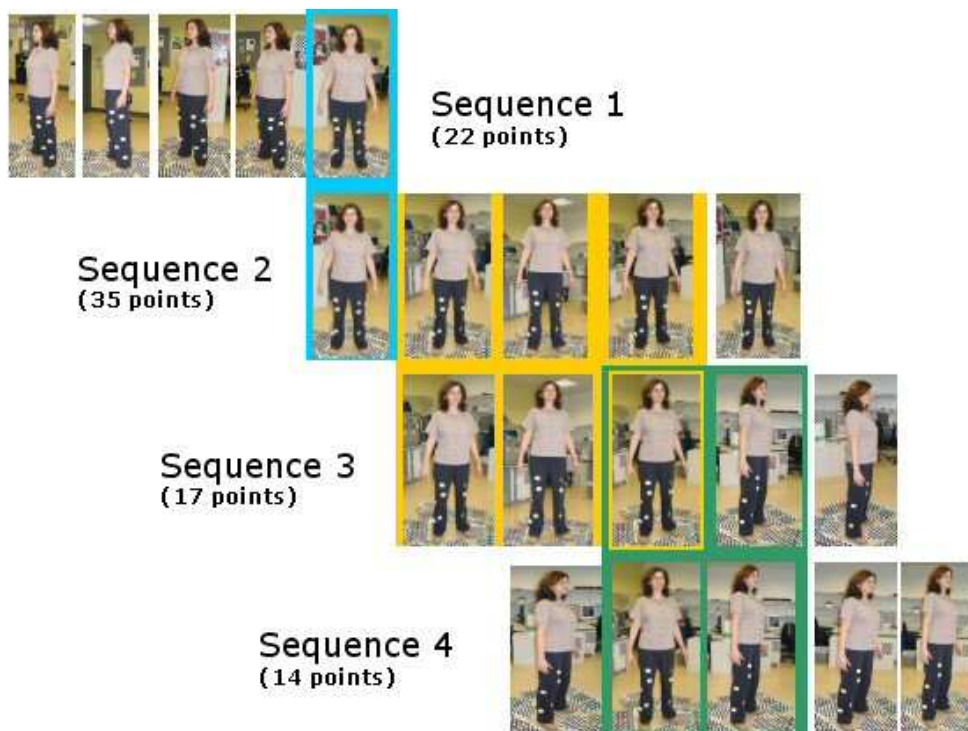 Sequence 1
(22 points)
Sequence 2
(35 points)
Sequence 3
(17 points)
Sequence 4
(14 points)